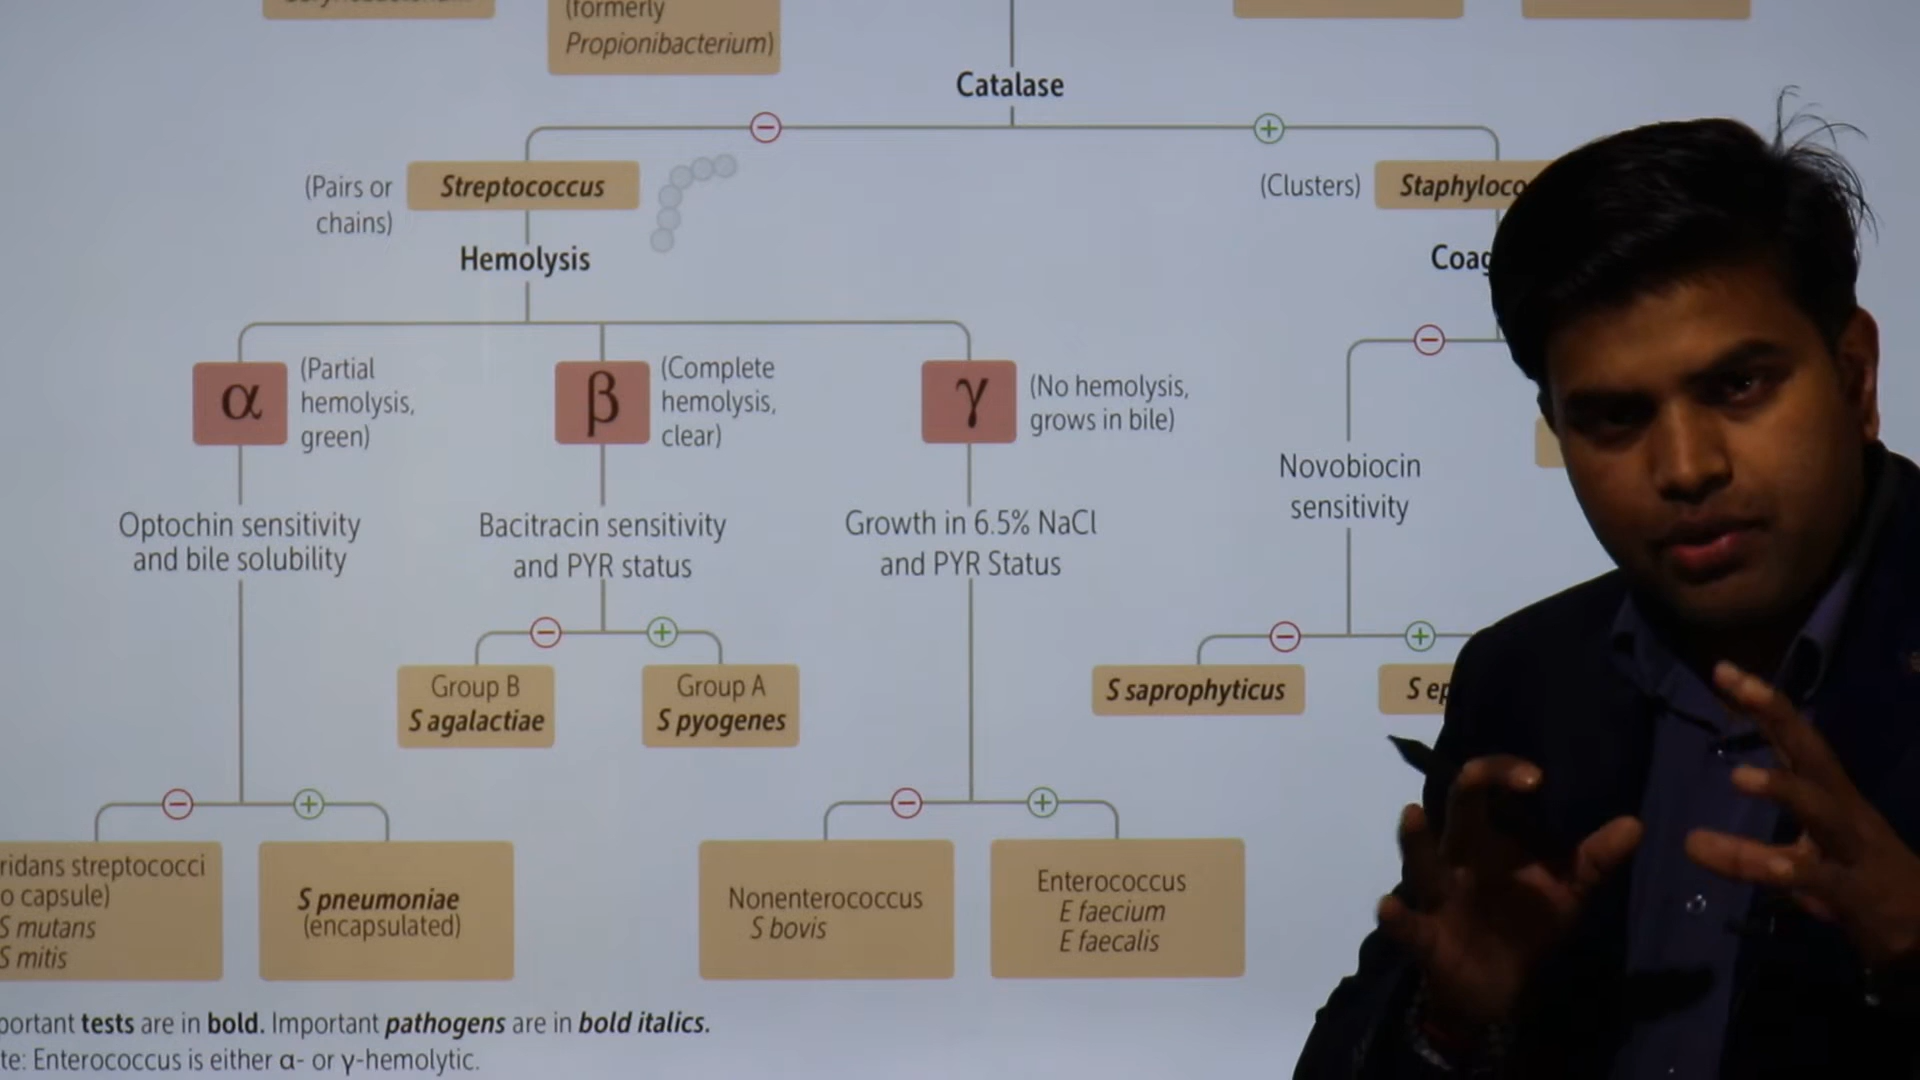 (formerly
Propionibacterium)
Catalase
(Pairs or
chains)
Streptococcus
(Clusters)
Hemolysis
α
(Partial
hemolysis,
green)
β
(Complete
hemolysis,
clear)
γ
(No hemolysis,
grows in bile)
Optochin sensitivity
and bile solubility
Bacitracin sensitivity
and PYR status
Growth in 6.5% NaCl
and PYR Status
Novobiocin
sensitivity
Group B
S agalactiae
Group A
S pyogenes
S saprophyticus
streptococci
capsule)
S mutans
S mitis
S pneumoniae
(encapsulated)
Nonenterococcus
S bovis
Enterococcus
E faecium
E faecalis
tests are in bold. Important pathogens are in bold italics.
Enterococcus is either α- or γ-hemolytic.